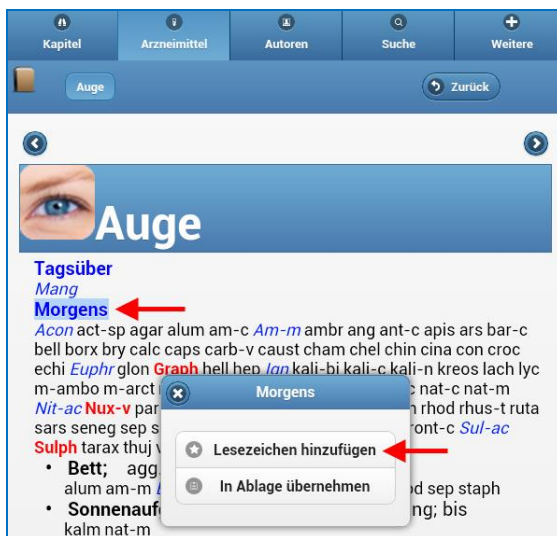 Kapitel Arzneimittel Autoren Suche Weitere
Auge Zurück
Auge
Tagsüber
Mang
Morgens
Acon act-sp agar alum am-c Am-m ambr ang ant-c apis ars bar-c
bell borx bry calc caps carb-v caust cham chel chin cina con croc
echi Euphr glon Graph hell hep Ign kali-bi kali-c kali-n kreos lach lyc
m-ambo m-arct nat-c nat-m
Nit-ac Nux-v par rhod rhus-t ruta
sars seneg sep ront-c Sul-ac
Sulph tarax thuj
Morgens
Lesezeichen hinzufügen
In Ablage übernehmen
• Bett; agg.
alum am-m sep staph
• Sonnenauf ng; bis
kalm nat-m